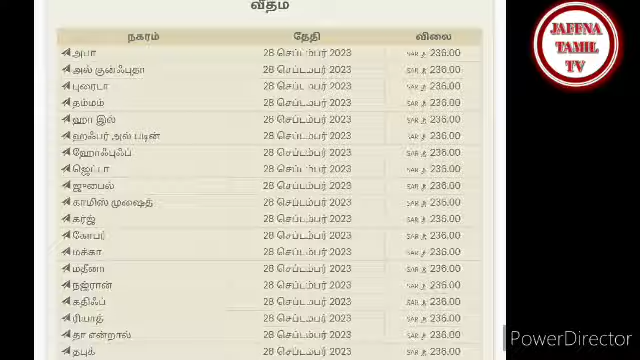 வீதம்
நகரம் தேதி விலை
அபா 28 செப்டம்பர் 2023 SAR 236.00
அல் குன்ஃபுதா 28 செப்டம்பர் 2023 SAR 236.00
புரைடா 28 செப்டம்பர் 2023 SAR 236.00
தம்மம் 28 செப்டம்பர் 2023 SAR 236.00
ஹா இல் 28 செப்டம்பர் 2023 SAR 236.00
ஹஃபர் அல் படின் 28 செப்டம்பர் 2023 SAR 236.00
ஹோஃபுஃப் 28 செப்டம்பர் 2023 SAR 236.00
ஜெட்டா 28 செப்டம்பர் 2023 SAR 236.00
ஜுபைல் 28 செப்டம்பர் 2023 SAR 236.00
காமிஸ் முஷைத் 28 செப்டம்பர் 2023 SAR 236.00
கர்ஜ் 28 செப்டம்பர் 2023 SAR 236.00
கோபர் 28 செப்டம்பர் 2023 SAR 236.00
மக்கா 28 செப்டம்பர் 2023 SAR 236.00
மதீனா 28 செப்டம்பர் 2023 SAR 236.00
நஜ்ரான் 28 செப்டம்பர் 2023 SAR 236.00
கதிஃப் 28 செப்டம்பர் 2023 SAR 236.00
ரியாத் 28 செப்டம்பர் 2023 SAR 236.00
தா என்றால் 28 செப்டம்பர் 2023 SAR 236.00
தபுக் 28 செப்டம்பர் 2023 SAR 236.00
JAFFNA
TAMIL
TV
PowerDirector